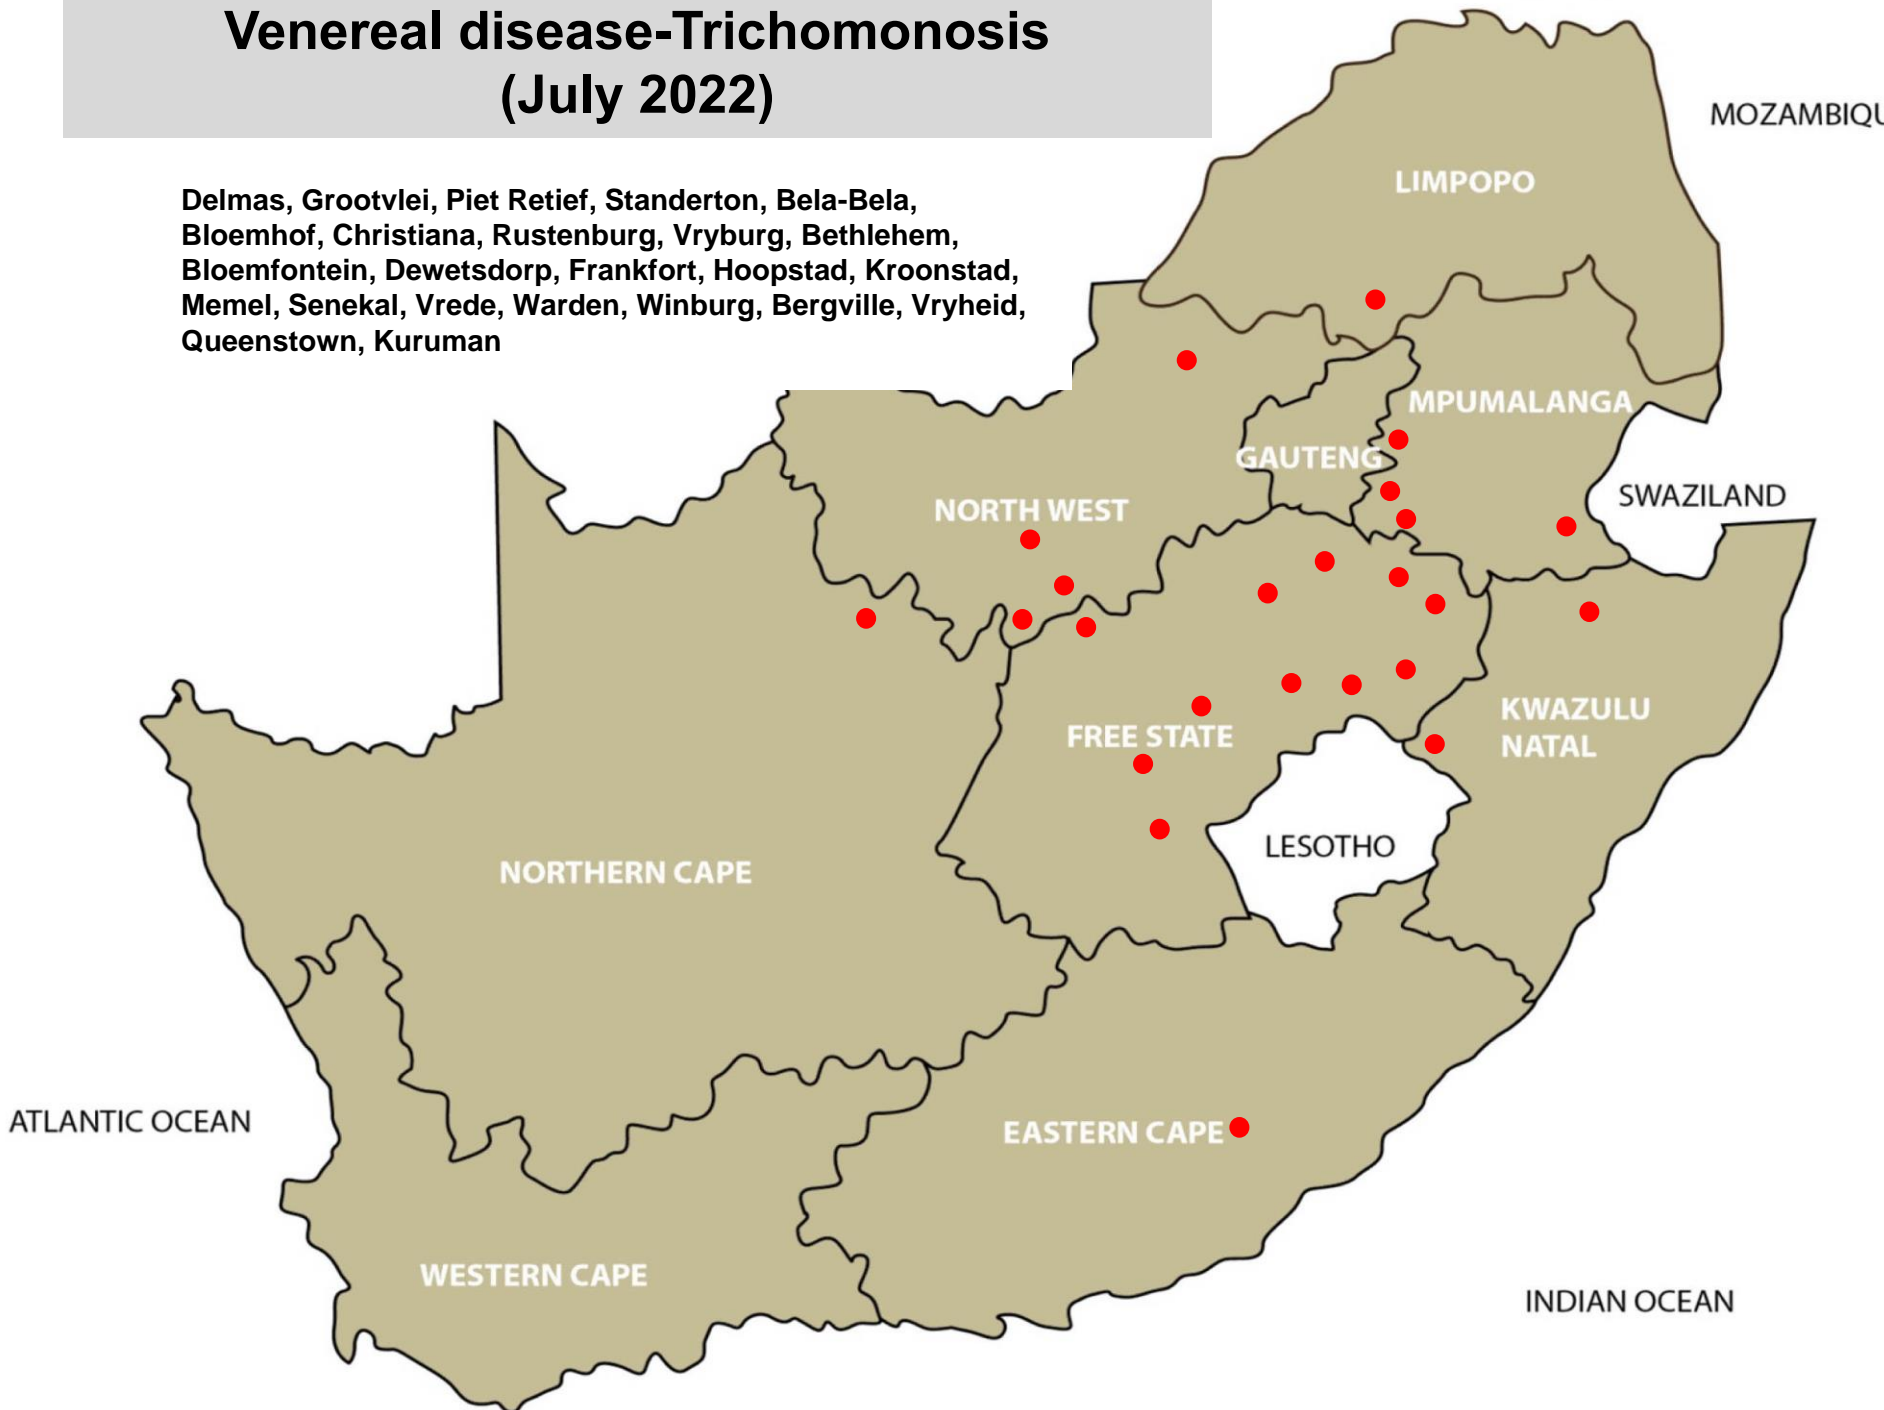 Venereal disease-Trichomonosis
(July 2022)
Delmas, Grootvlei, Piet Retief, Standerton, Bela-Bela,
Bloemhof, Christiana, Rustenburg, Vryburg, Bethlehem,
Bloemfontein, Dewetsdorp, Frankfort, Hoopstad, Kroonstad,
Memel, Senekal, Vrede, Warden, Winburg, Bergville, Vryheid,
Queenstown, Kuruman
MOZAMBIQU
LIMPOPO
MPUMALANGA
GAUTENG
SWAZILAND
NORTH WEST
KWAZULU
NATAL
FREE STATE
LESOTHO
NORTHERN CAPE
ATLANTIC OCEAN
EASTERN CAPE
WESTERN CAPE
INDIAN OCEAN